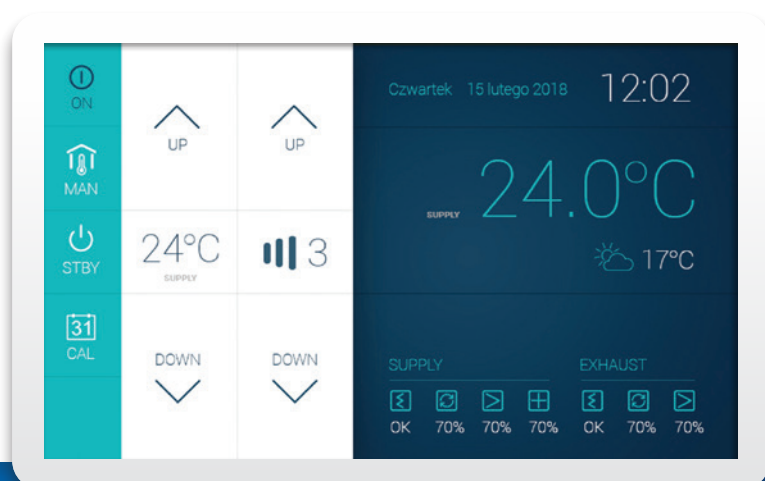 ON
MAN
STBY
31
CAL
UP
24°C
SUPPLY
DOWN
UP
3
DOWN
Czwartek 15 lutego 2018 12:02
SUPPLY 24.0°C
17°C
SUPPLY
OK 70% 70% 70%
EXHAUST
OK 70% 70%